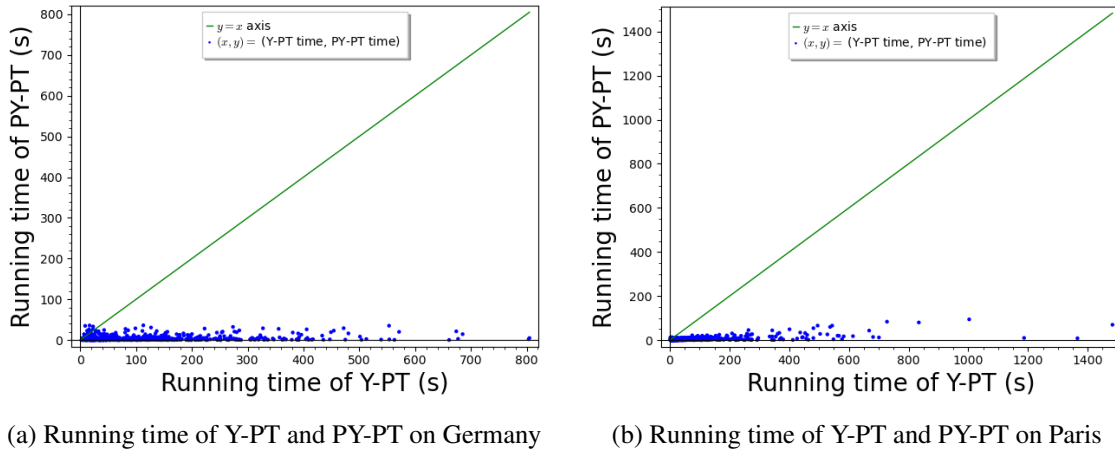 y = x axis
(x, y) = (Y-PT time, PY-PT time)
Running time of PY-PT (s)
800
700
600
500
400
300
200
100
0
0 100 200 300 400 500 600 700 800
Running time of Y-PT (s)
(a) Running time of Y-PT and PY-PT on Germany
y = x axis
(x, y) = (Y-PT time, PY-PT time)
Running time of PY-PT (s)
1400
1200
1000
800
600
400
200
0
0 200 400 600 800 1000 1200 1400
Running time of Y-PT (s)
(b) Running time of Y-PT and PY-PT on Paris